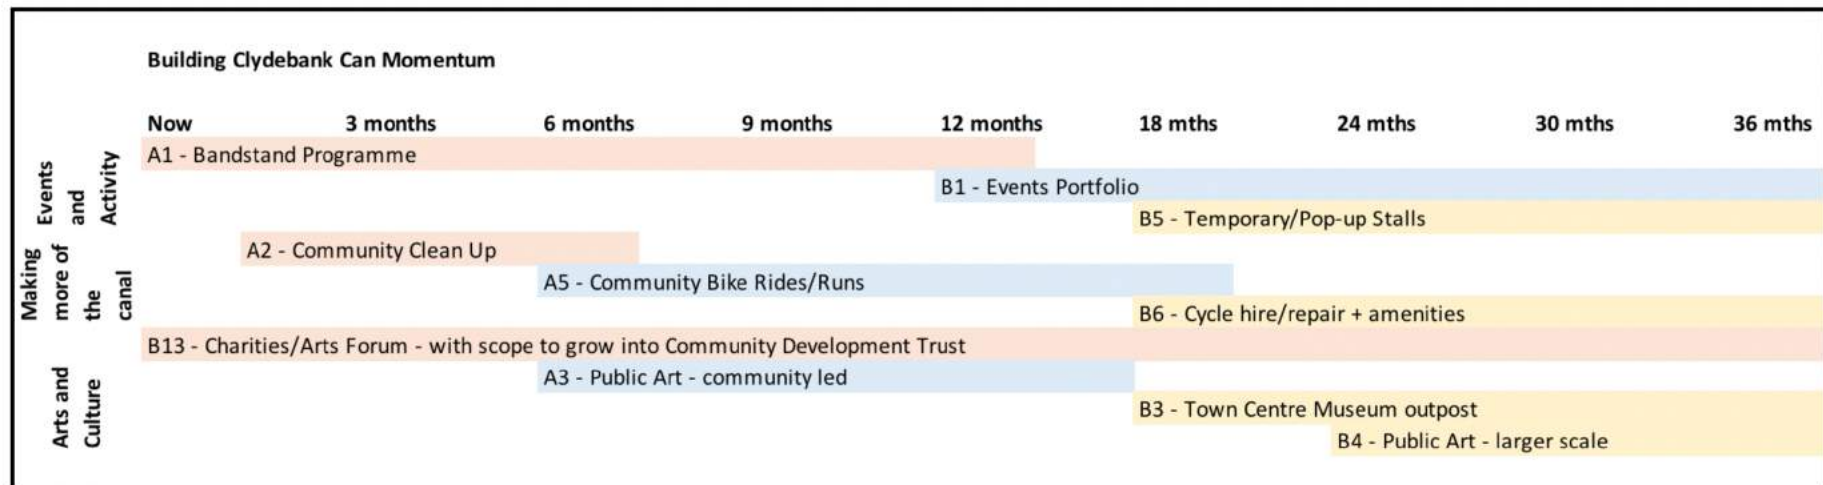 Building Clydebank Can Momentum
Now 3 months 6 months 9 months 12 months 18 mths 24 mths 30 mths 36 mths
Events
and
Activity
A1 - Bandstand Programme
B1 - Events Portfolio
B5 - Temporary/Pop-up Stalls
Making
more of
the
canal
A2 - Community Clean Up
A5 - Community Bike Rides/Runs
B6 - Cycle hire/repair + amenities
B13 - Charities/Arts Forum - with scope to grow into Community Development Trust
Arts and
Culture
A3 - Public Art - community led
B3 - Town Centre Museum outpost
B4 - Public Art - larger scale